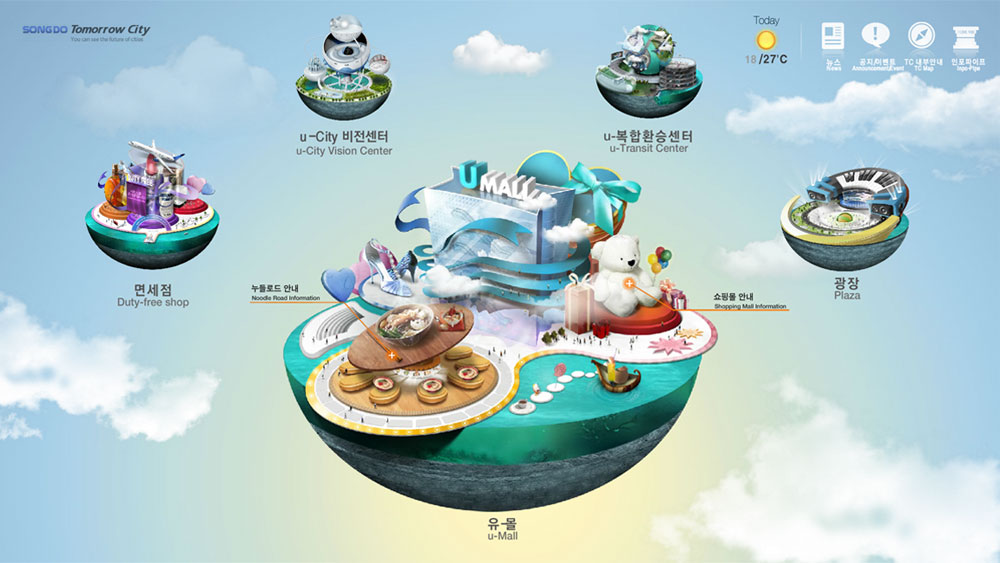 SONGDO Tomorrow City
You can see the future of cities
Today
18/27°C
뉴스
News
공지/이벤트
Announcement/Event
TC 내부안내
TC Map
인포파이프
Inpo-Pipe
u-City 비전센터
u-City Vision Center
u-복합환승센터
u-Transit Center
U MALL
DUTY FREE
면세점
Duty-free shop
광장
Plaza
누들로드 안내
Noodle Road Information
쇼핑몰 안내
Shopping Mall Information
유-몰
u-Mall